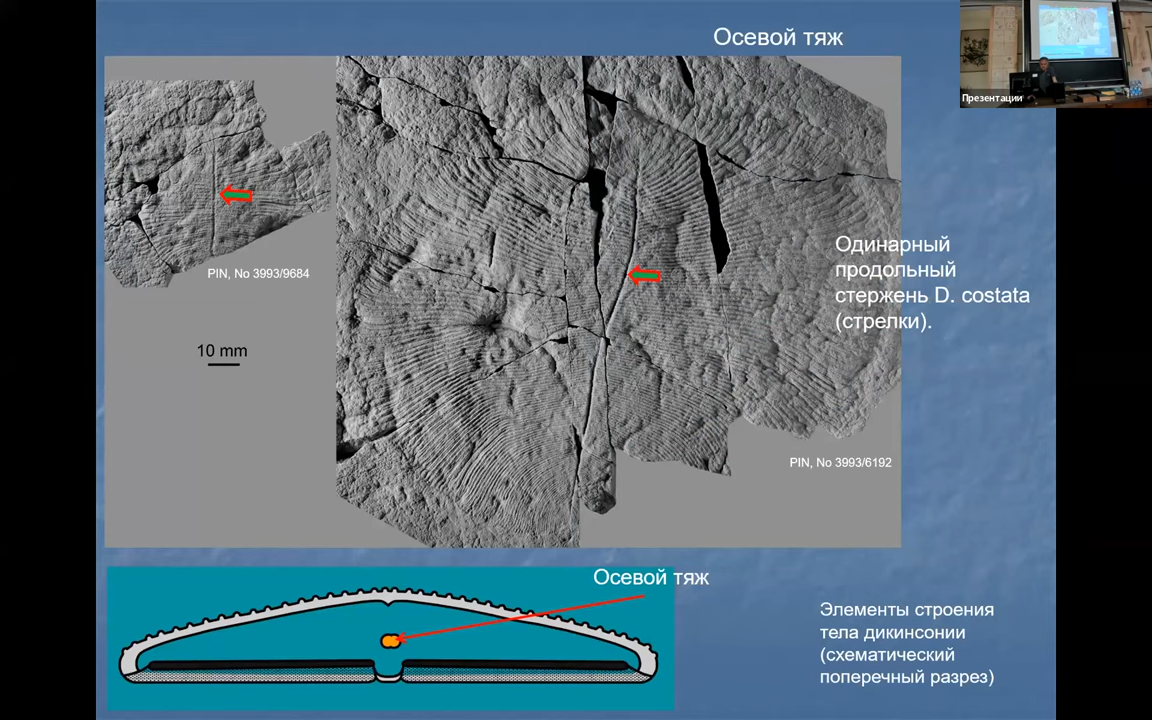 Осевой тяж
Презентации
PIN, No 3993/9684
10 mm
Одинарный
продольный
стержень D. costata
(стрелки).
PIN, No 3993/6192
Осевой тяж
Элементы строения
тела дикинсонии
(схематический
поперечный разрез)